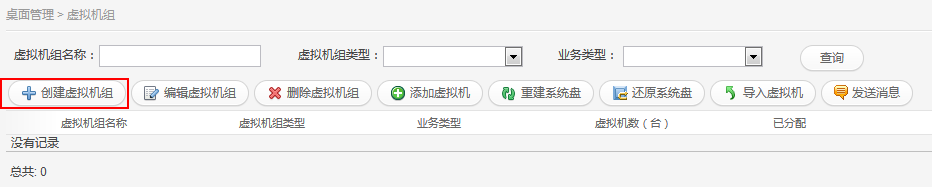 桌面管理 > 虚拟机组
虚拟机组名称： 虚拟机组类型： 业务类型： 查询
创建虚拟机组 编辑虚拟机组 删除虚拟机组 添加虚拟机 重建系统盘 还原系统盘 导入虚拟机 发送消息
虚拟机组名称 虚拟机组类型 业务类型 虚拟机数（台） 已分配
没有记录
总共: 0